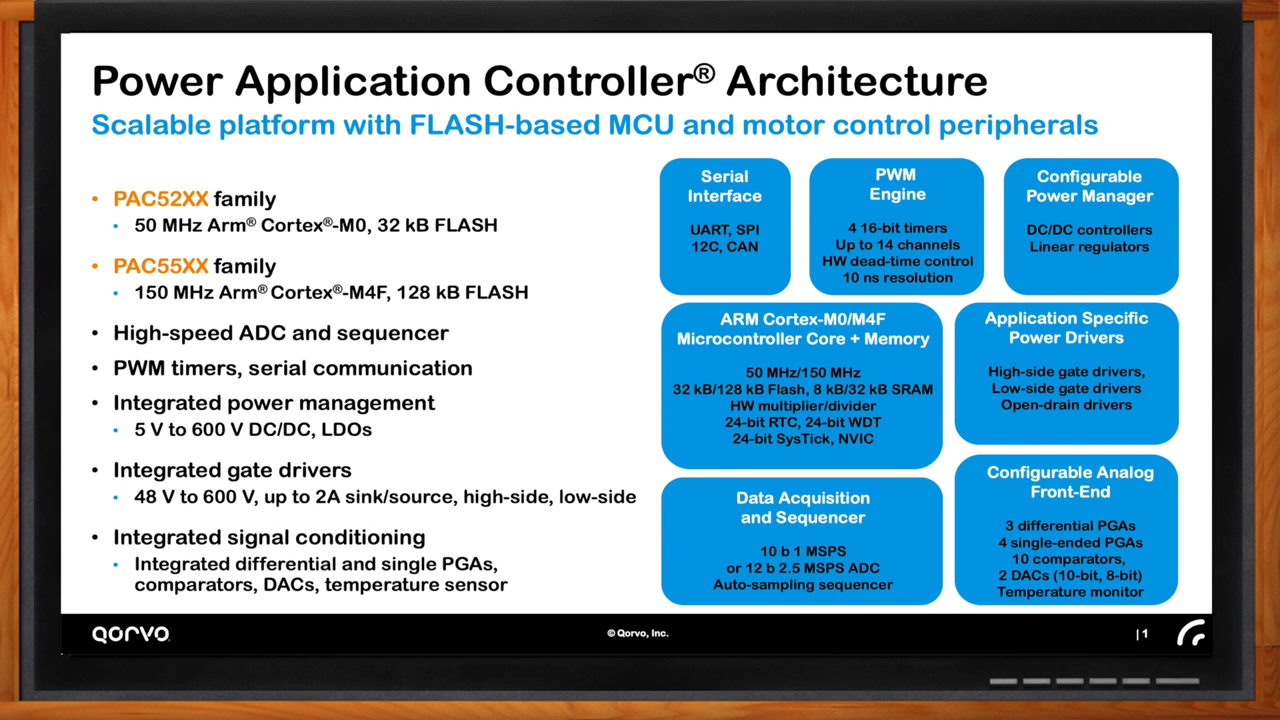 Power Application Controller® Architecture
Scalable platform with FLASH-based MCU and motor control peripherals
• PAC52XX family
• 50 MHz Arm® Cortex®-M0, 32 kB FLASH
• PAC55XX family
• 150 MHz Arm® Cortex®-M4F, 128 kB FLASH
• High-speed ADC and sequencer
• PWM timers, serial communication
• Integrated power management
• 5 V to 600 V DC/DC, LDOs
• Integrated gate drivers
• 48 V to 600 V, up to 2A sink/source, high-side, low-side
• Integrated signal conditioning
• Integrated differential and single PGAs,
comparators, DACs, temperature sensor
Serial
Interface
UART, SPI
12C, CAN
PWM
Engine
4 16-bit timers
Up to 14 channels
HW dead-time control
10 ns resolution
Configurable
Power Manager
DC/DC controllers
Linear regulators
ARM Cortex-M0/M4F
Microcontroller Core + Memory
50 MHz/150 MHz
32 kB/128 kB Flash, 8 kB/32 kB SRAM
HW multiplier/divider
24-bit RTC, 24-bit WDT
24-bit SysTick, NVIC
Application Specific
Power Drivers
High-side gate drivers,
Low-side gate drivers
Open-drain drivers
Data Acquisition
and Sequencer
10 b 1 MSPS
or 12 b 2.5 MSPS ADC
Auto-sampling sequencer
Configurable Analog
Front-End
3 differential PGAs
4 single-ended PGAs
10 comparators,
2 DACs (10-bit, 8-bit)
Temperature monitor
QORVO
© Qorvo, Inc.
| 1